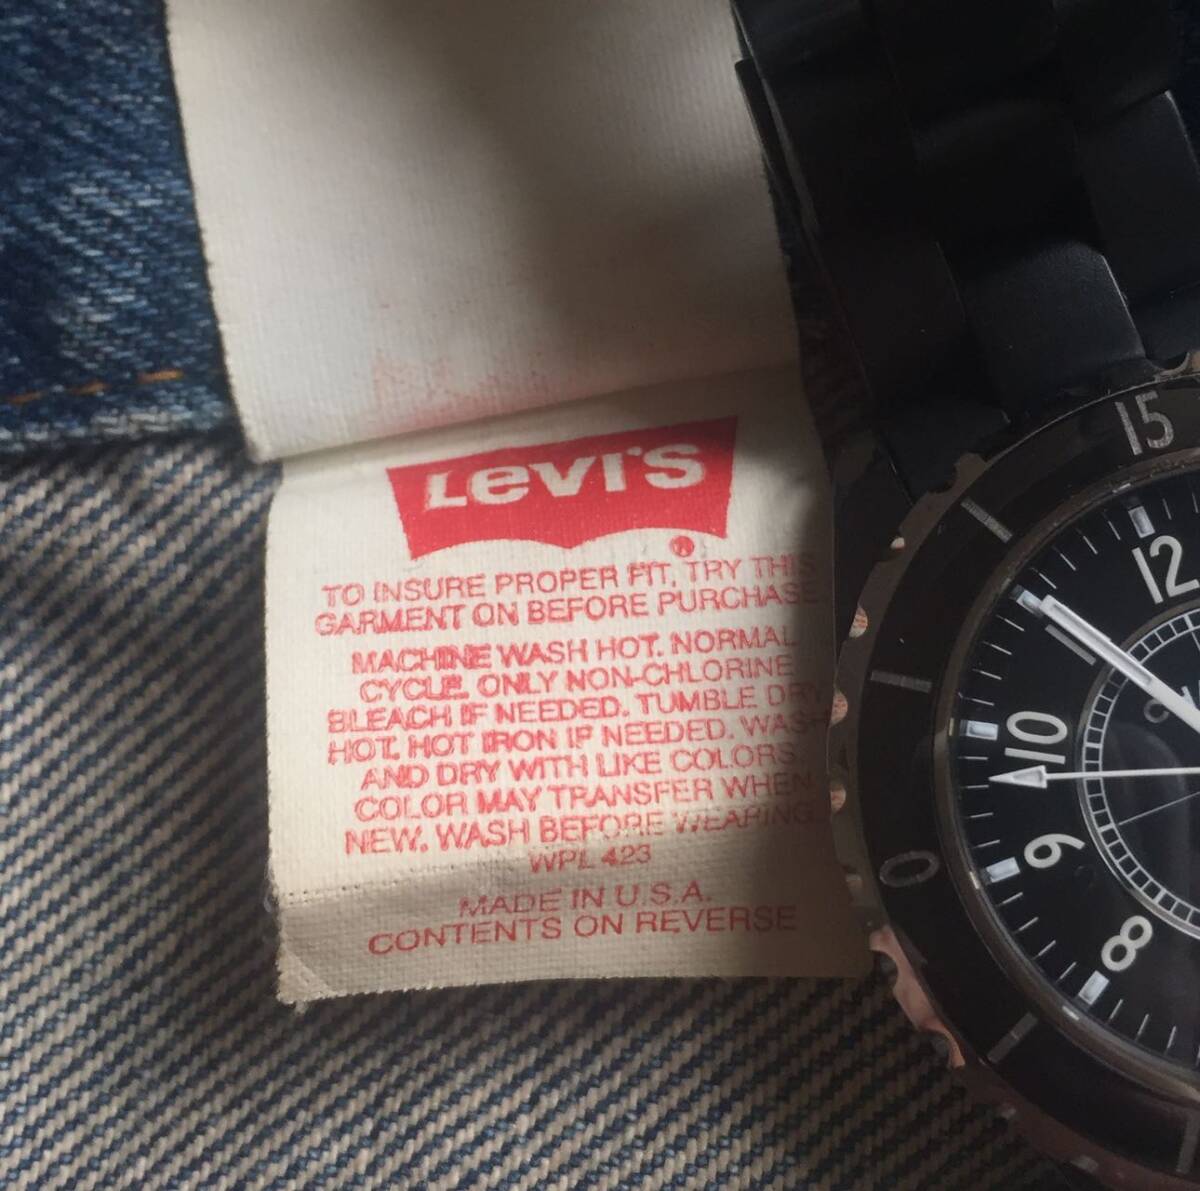 Levi's
®
TO INSURE PROPER FIT, TRY THIS
GARMENT ON BEFORE PURCHASE
MACHINE WASH HOT. NORMAL
CYCLE. ONLY NON-CHLORINE
BLEACH IF NEEDED. TUMBLE DRY
HOT. HOT IRON IF NEEDED. WASH
AND DRY WITH LIKE COLORS.
COLOR MAY TRANSFER WHEN
NEW. WASH BEFORE WEARING.
WPL 423
MADE IN U.S.A.
CONTENTS ON REVERSE
15
12
11
10
9
8
0